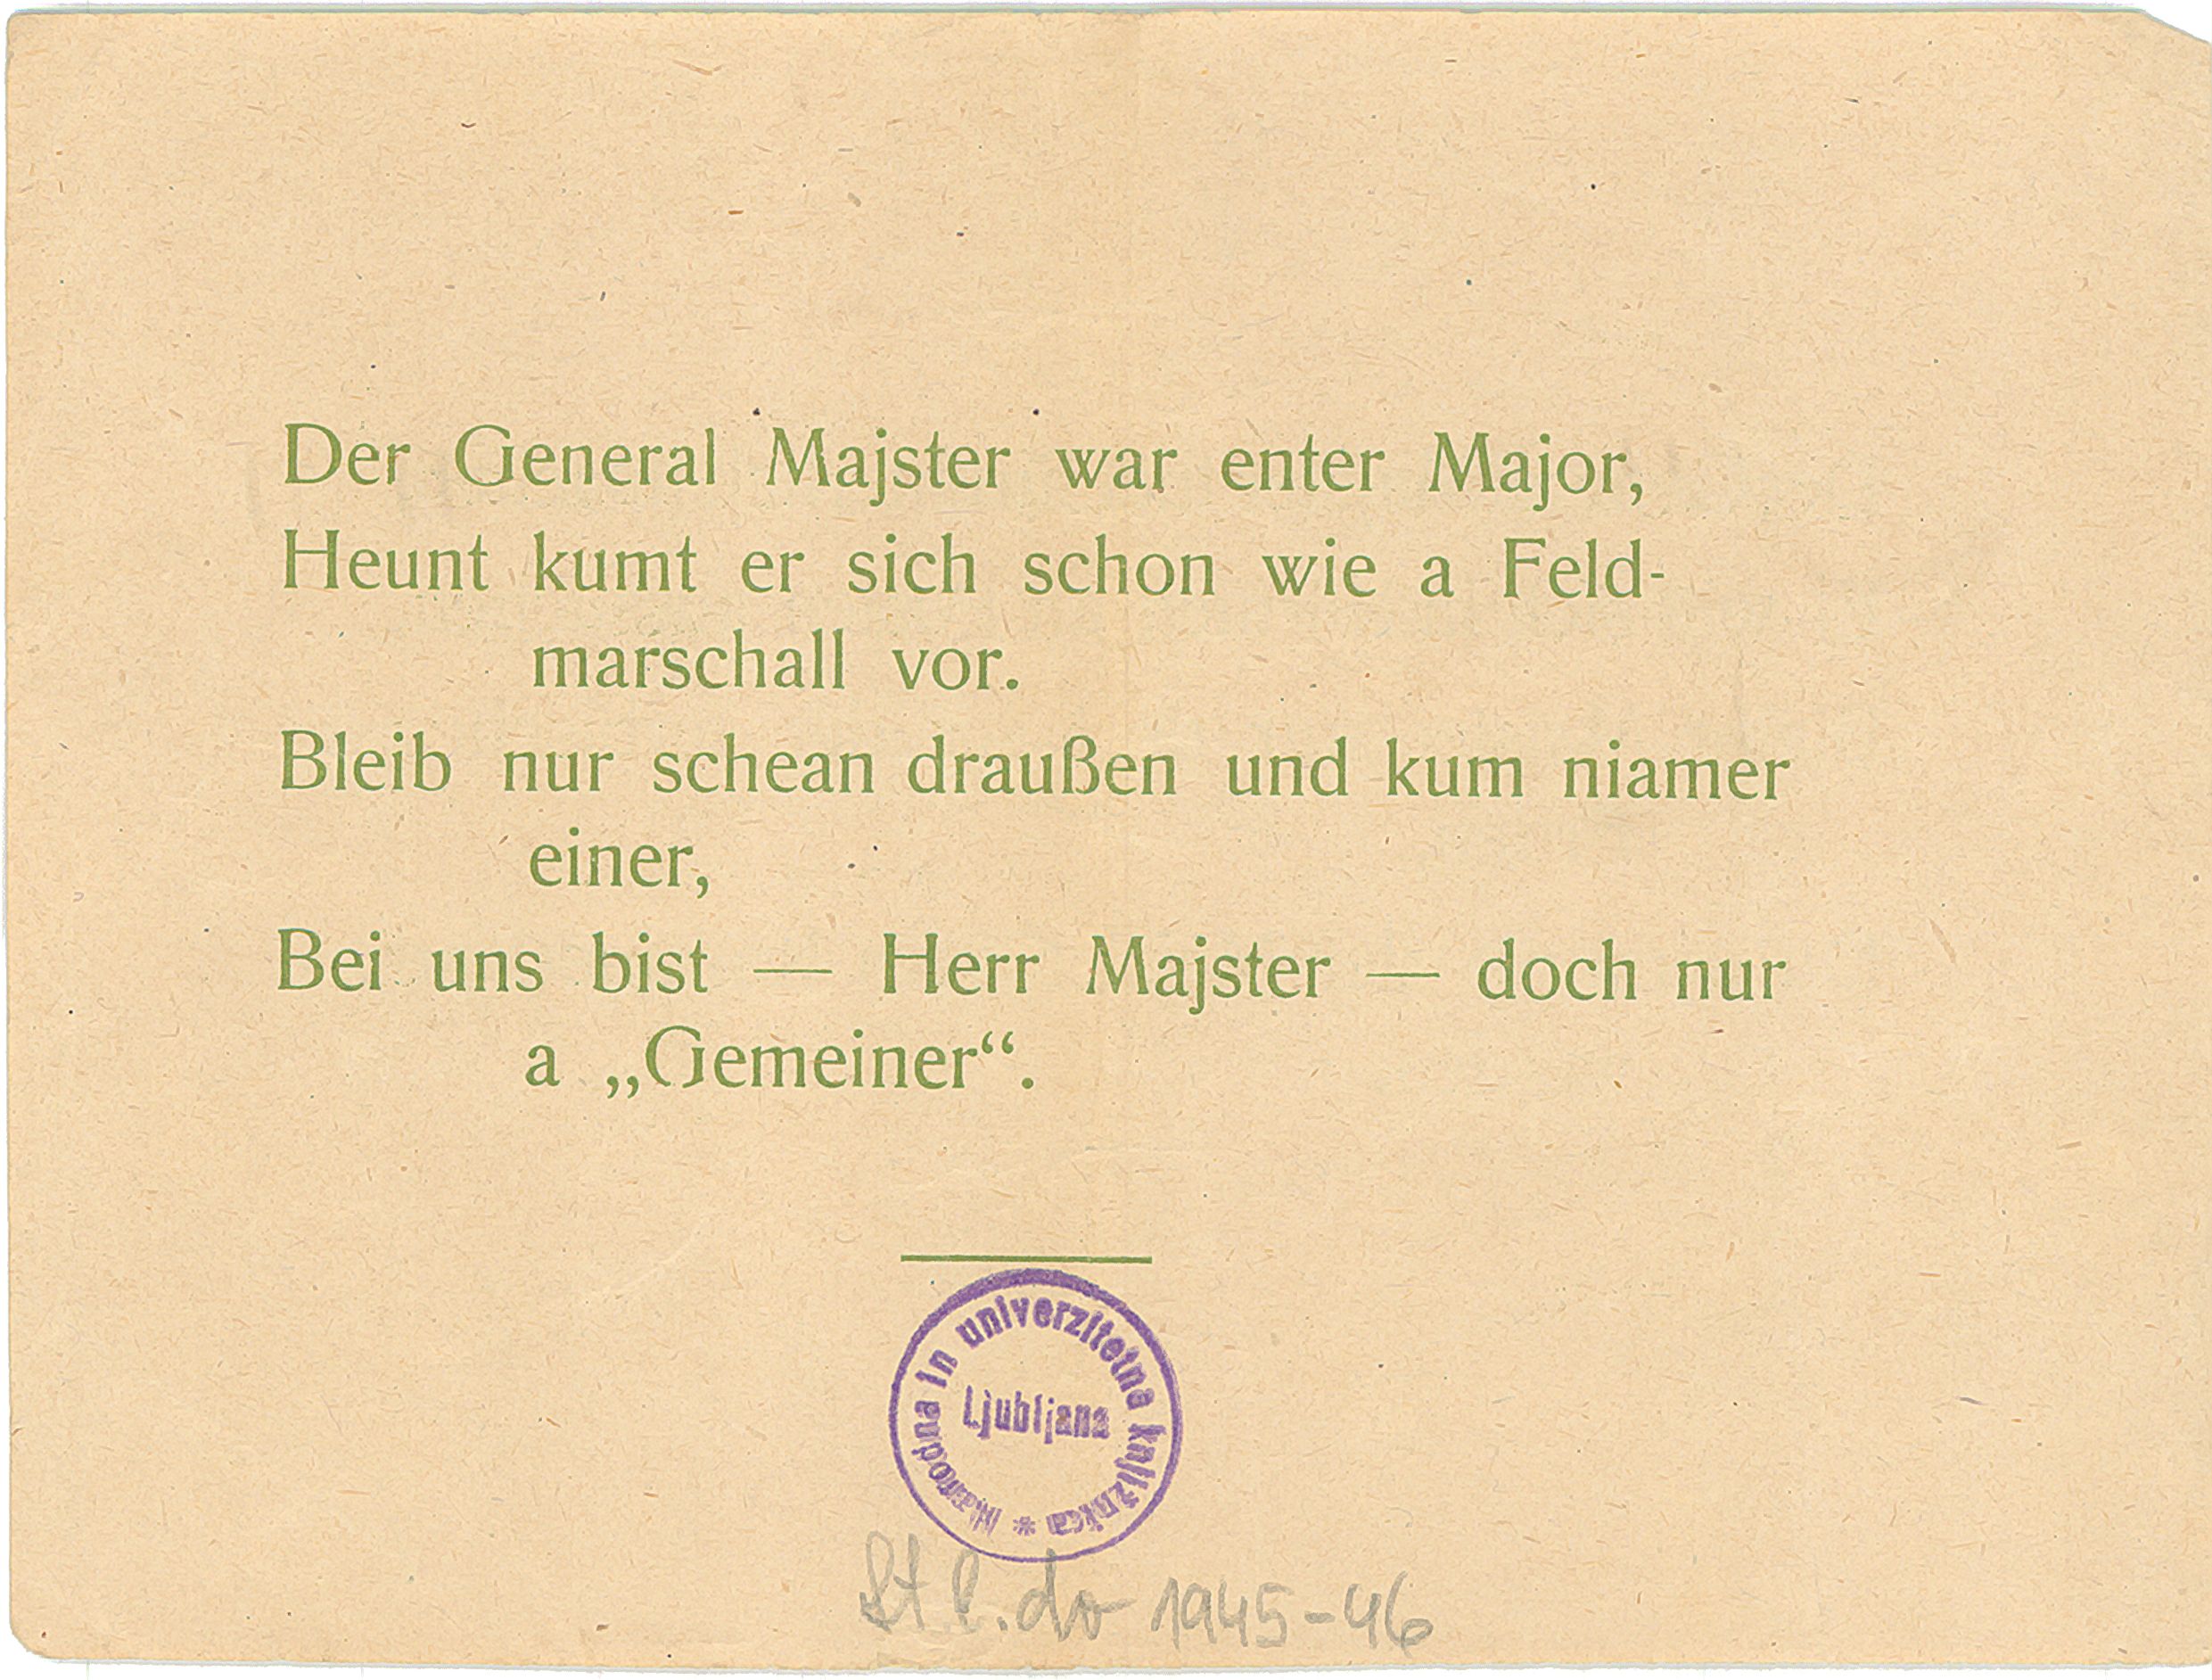 Der General Majster war enter Major,
Heunt kumt er sich schon wie a Feld-
marschall vor.
Bleib nur schean draußen und kum niamer
einer,
Bei uns bist — Herr Majster — doch nur
a „Gemeiner“.
Narodna in univerzitetna knjižnica *
Ljubljana
do 1945-46